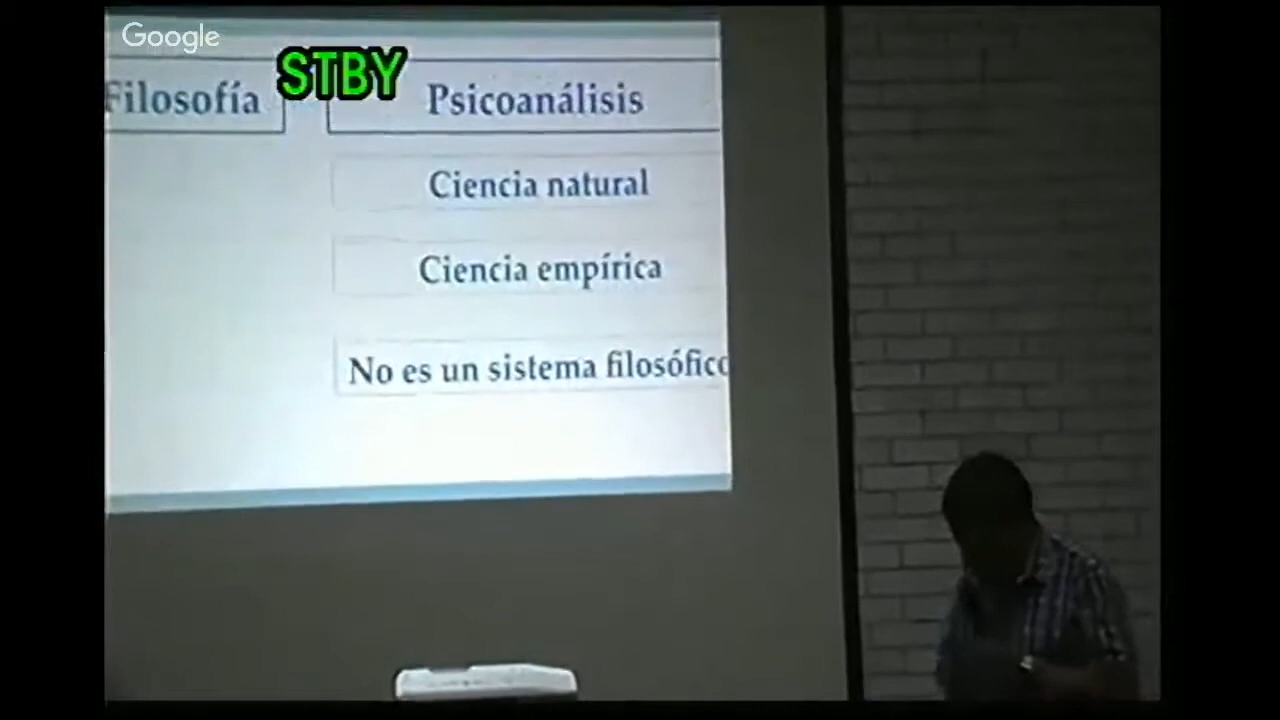 Google
STBY
Filosofía
Psicoanálisis
Ciencia natural
Ciencia empírica
No es un sistema filosófico